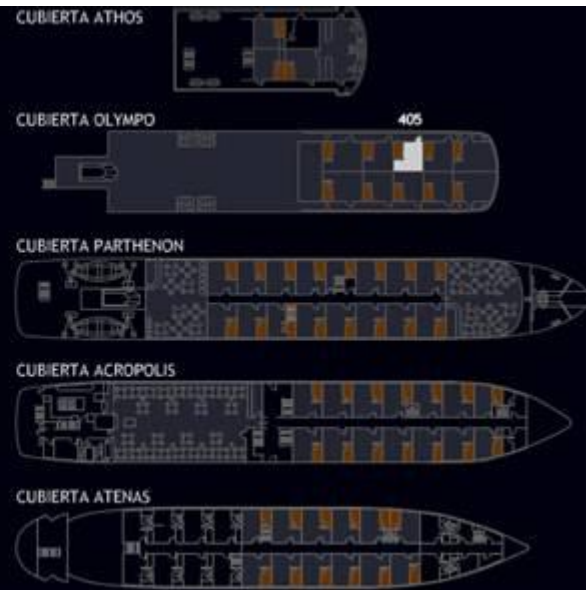 CUBIERTA ATHOS
CUBIERTA OLYMPO
405
CUBIERTA PARTHENON
CUBIERTA ACROPOLIS
CUBIERTA ATENAS